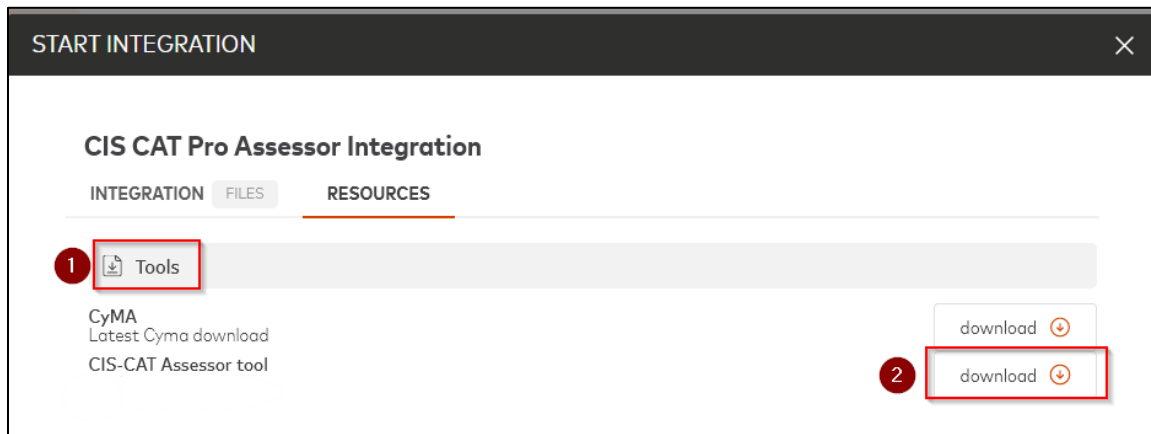 START INTEGRATION
CIS CAT Pro Assessor Integration
INTEGRATION FILES RESOURCES
1 Tools
CyMA
Latest Cyma download
download
CIS-CAT Assessor tool
2 download